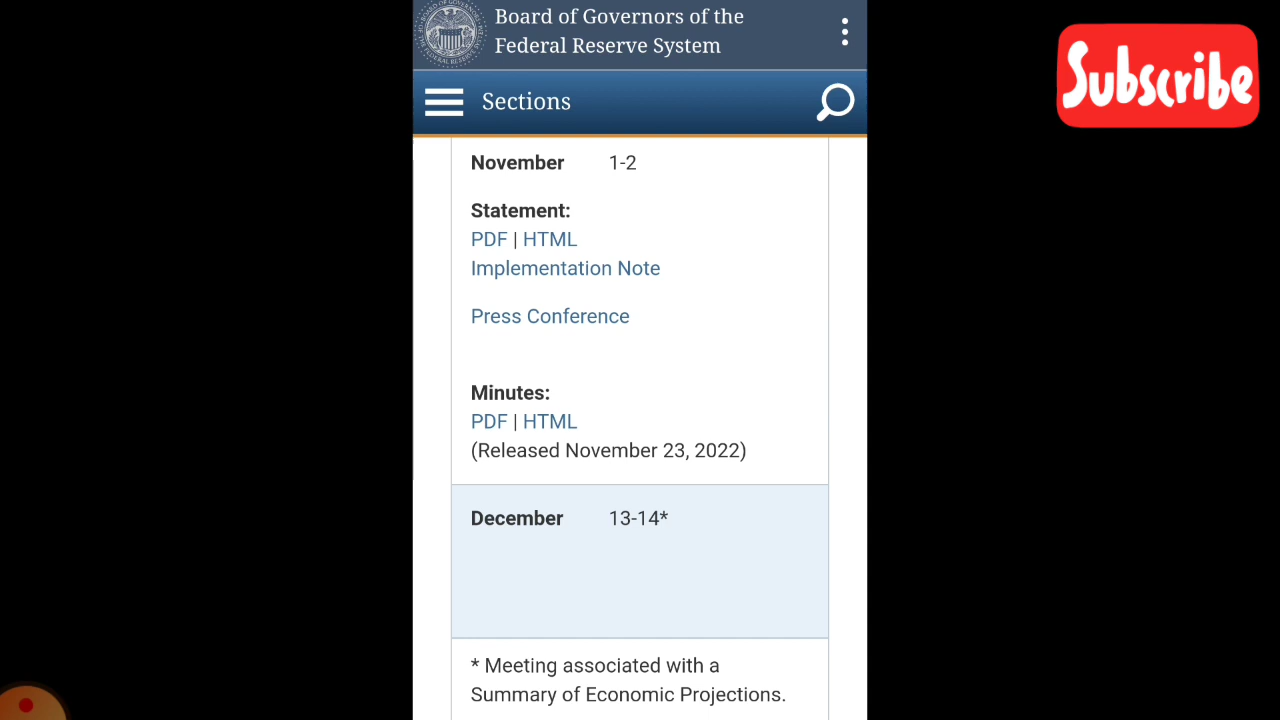 Board of Governors of the
Federal Reserve System
Sections
Subscribe
November 1-2
Statement:
PDF | HTML
Implementation Note
Press Conference
Minutes:
PDF | HTML
(Released November 23, 2022)
December 13-14*
* Meeting associated with a
Summary of Economic Projections.